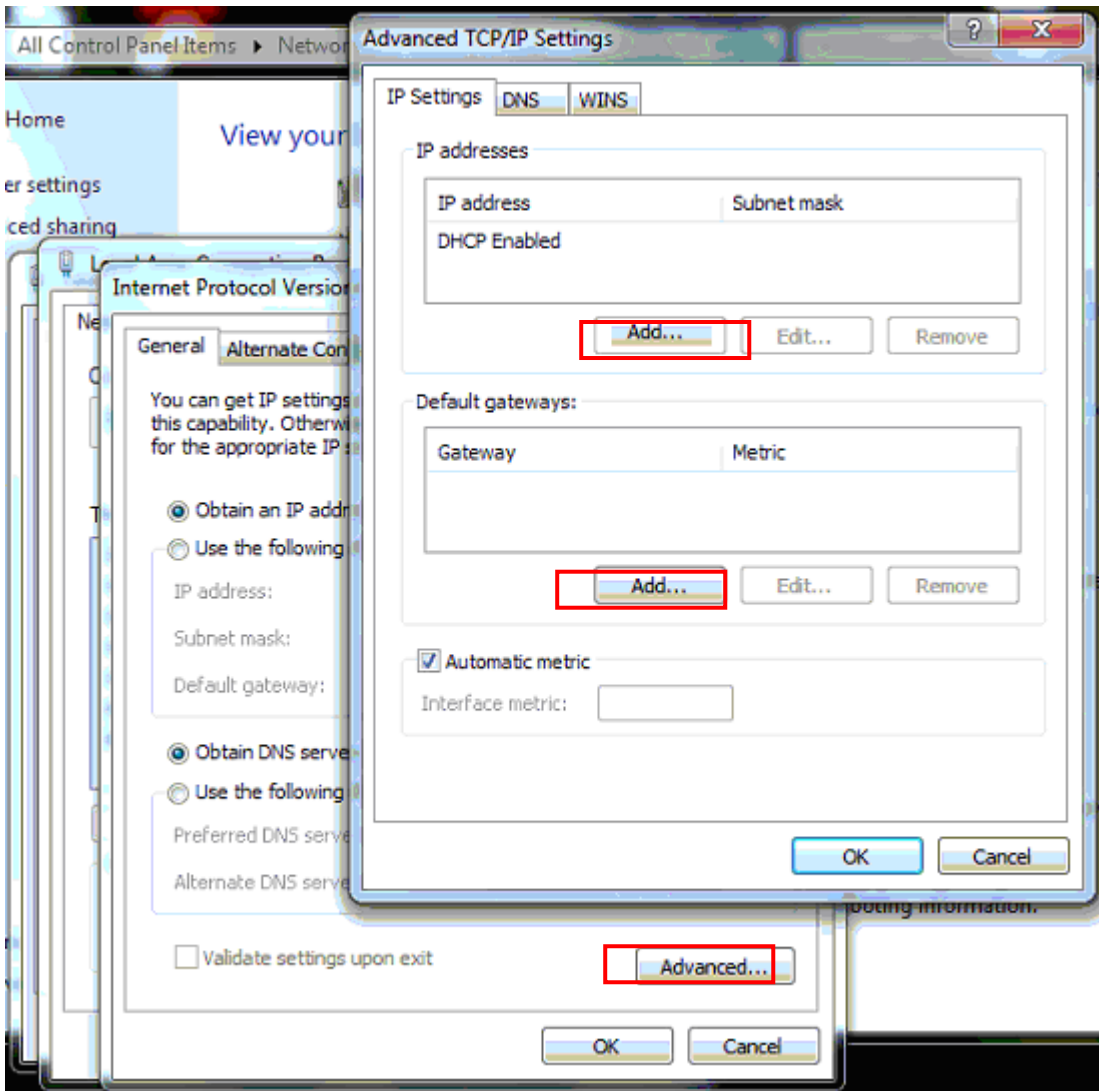 All Control Panel Items ▸ Networ
Home
View your
er settings
ced sharing
Internet Protocol Version
General
Alternate Con
You can get IP settings
this capability. Otherwi
for the appropriate IP s
Obtain an IP addr
Use the following
IP address:
Subnet mask:
Default gateway:
Obtain DNS serve
Use the following
Preferred DNS serve
Alternate DNS serve
Validate settings upon exit
Advanced...
OK
Cancel
Advanced TCP/IP Settings
IP Settings
DNS
WINS
IP addresses
IP address
Subnet mask
DHCP Enabled
Add...
Edit...
Remove
Default gateways:
Gateway
Metric
Add...
Edit...
Remove
Automatic metric
Interface metric:
OK
Cancel
ooting information.